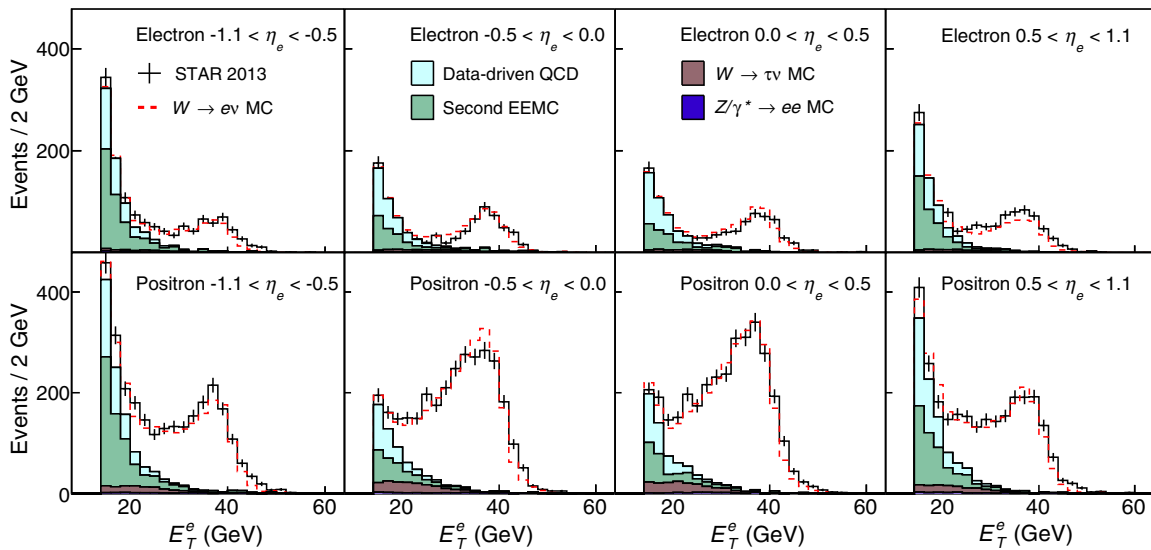 Electron -1.1 < η_e < -0.5
Electron -0.5 < η_e < 0.0
Electron 0.0 < η_e < 0.5
Electron 0.5 < η_e < 1.1
STAR 2013
W → eν MC
Data-driven QCD
Second EEMC
W → τν MC
Z/γ* → ee MC
Events / 2 GeV
400
200
Positron -1.1 < η_e < -0.5
Positron -0.5 < η_e < 0.0
Positron 0.0 < η_e < 0.5
Positron 0.5 < η_e < 1.1
Events / 2 GeV
400
200
0
20 40 60
20 40 60
20 40 60
20 40 60
E_T^e (GeV)
E_T^e (GeV)
E_T^e (GeV)
E_T^e (GeV)